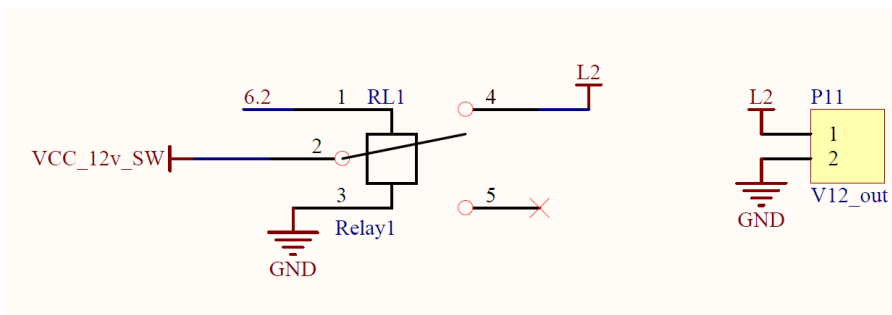 L2
6.2 1 RL1 4 L2 P11
1
VCC_12v_SW 2 2
3 5 V12_out
Relay1 GND
GND